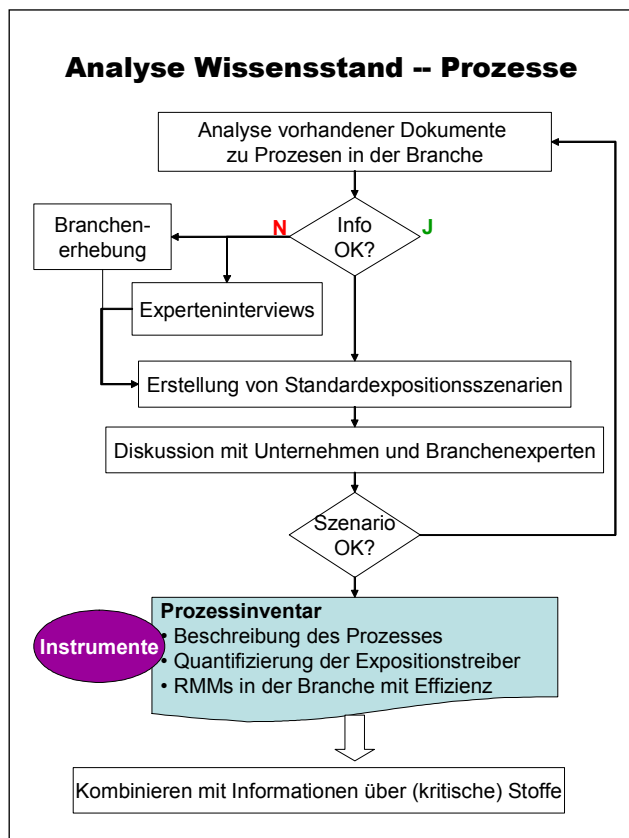 Analyse Wissensstand -- Prozesse
Analyse vorhandener Dokumente
zu Prozesen in der Branche
N
Info
OK?
J
Branchen-
erhebung
Experteninterviews
Erstellung von Standardexpositionsszenarien
Diskussion mit Unternehmen und Branchenexperten
Szenario
OK?
Instrumente
Prozessinventar
• Beschreibung des Prozesses
• Quantifizierung der Expositionstreiber
• RMMs in der Branche mit Effizienz
Kombinieren mit Informationen über (kritische) Stoffe